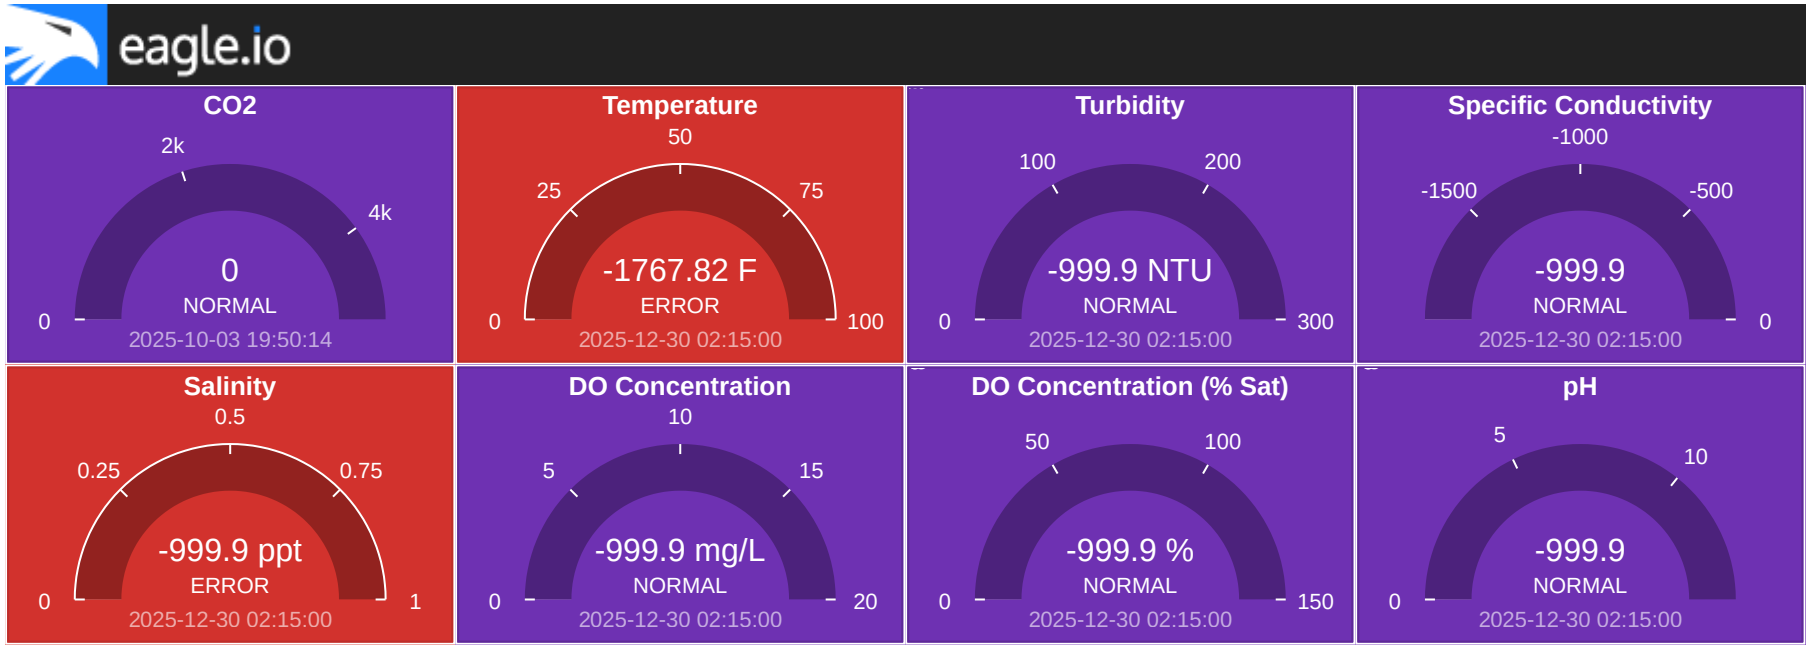 eagle.io
CO2
2k
4k
0
NORMAL
0
2025-10-03 19:50:14
Temperature
50
25
75
-1767.82 F
ERROR
0
100
2025-12-30 02:15:00
Turbidity
100
200
-999.9 NTU
NORMAL
0
300
2025-12-30 02:15:00
Specific Conductivity
-1000
-1500
-500
-999.9
NORMAL
0
2025-12-30 02:15:00
Salinity
0.5
0.25
0.75
-999.9 ppt
ERROR
0
1
2025-12-30 02:15:00
DO Concentration
10
5
15
-999.9 mg/L
NORMAL
0
20
2025-12-30 02:15:00
DO Concentration (% Sat)
50
100
-999.9 %
NORMAL
0
150
2025-12-30 02:15:00
pH
5
10
-999.9
NORMAL
0
2025-12-30 02:15:00